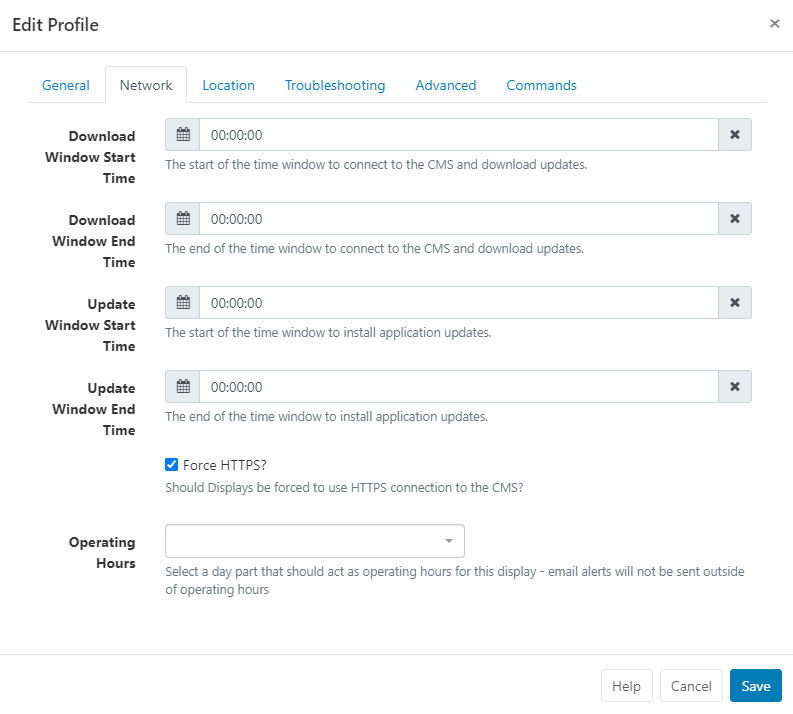 Edit Profile
×
General Network Location Troubleshooting Advanced Commands
Download
Window Start
Time
00:00:00
The start of the time window to connect to the CMS and download updates.
Download
Window End
Time
00:00:00
The end of the time window to connect to the CMS and download updates.
Update
Window Start
Time
00:00:00
The start of the time window to install application updates.
Update
Window End
Time
00:00:00
The end of the time window to install application updates.
Force HTTPS?
Should Displays be forced to use HTTPS connection to the CMS?
Operating
Hours
Select a day part that should act as operating hours for this display - email alerts will not be sent outside
of operating hours
Help Cancel Save